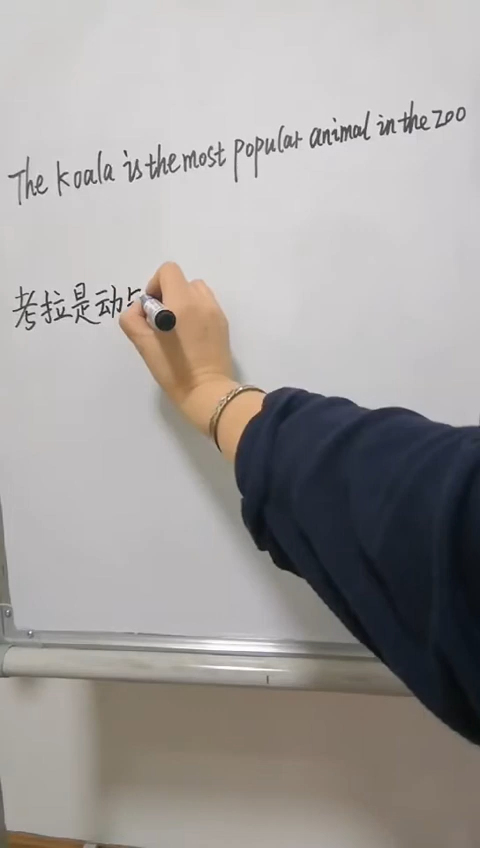 The koala is the most popular animal in the zoo
考拉是动